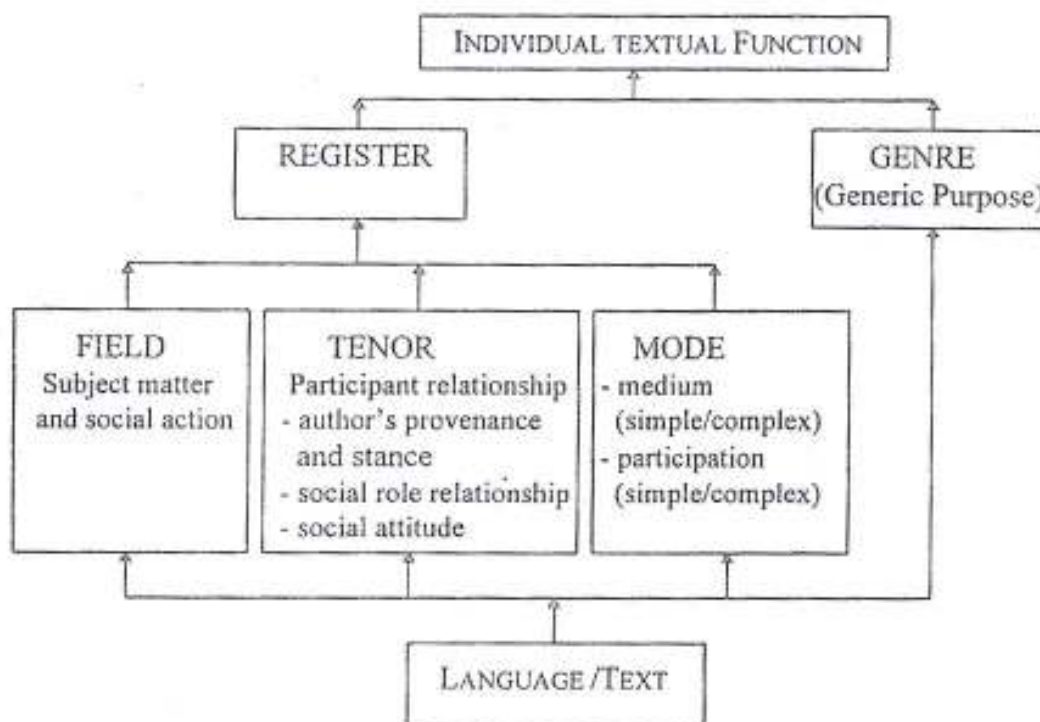 INDIVIDUAL TEXTUAL FUNCTION
REGISTER
GENRE
(Generic Purpose)
FIELD
Subject matter
and social action
TENOR
Participant relationship
- author's provenance
and stance
- social role relationship
- social attitude
MODE
- medium
(simple/complex)
- participation
(simple/complex)
LANGUAGE/TEXT